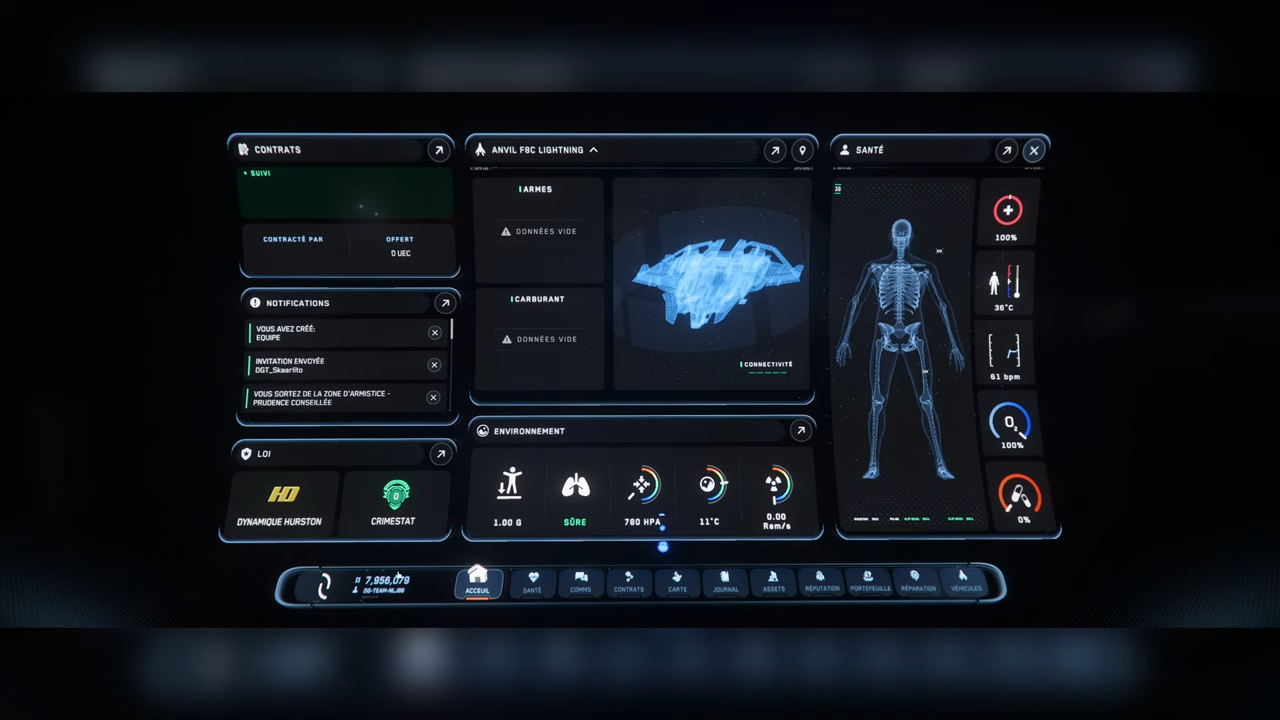 CONTRATS
SUIVI
CONTRACTÉ PAR
OFFERT
0 UEC
NOTIFICATIONS
VOUS AVEZ CRÉÉ:
EQUIPE
INVITATION ENVOYÉE
DGT_Skaarlito
VOUS SORTEZ DE LA ZONE D'ARMISTICE -
PRUDENCE CONSEILLÉE
LOI
HD
DYNAMIQUE HURSTON
0
CRIMESTAT
ANVIL F8C LIGHTNING
ARMES
DONNÉES VIDE
CARBURANT
DONNÉES VIDE
CONNECTIVITÉ
ENVIRONNEMENT
1.00 G
SÛRE
780 HPA
11°C
0.00
Rem/s
SANTÉ
100%
36°C
61 bpm
O2
100%
0%
7,956,079
ACCEUIL
SANTÉ
COMMS
CONTRATS
CARTE
JOURNAL
ASSETS
RÉPUTATION
PORTEFEUILLE
RÉPARATION
VÉHICULES